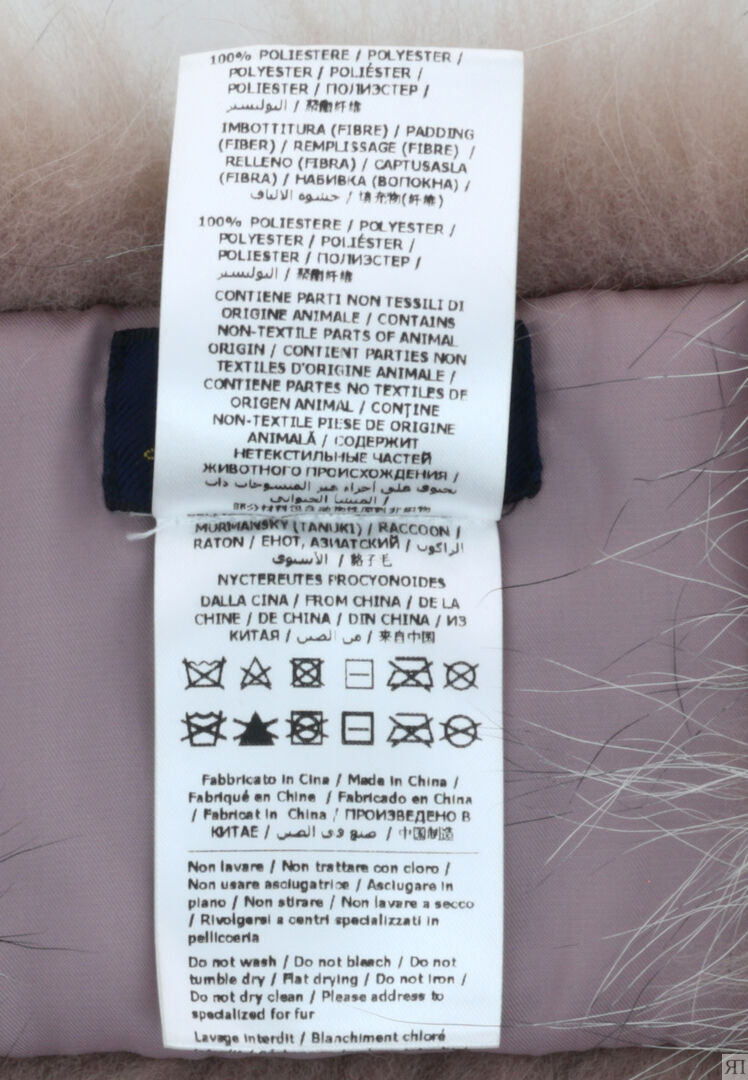 100% POLIESTERE / POLYESTER /
POLYESTER / POLIÉSTER /
POLIESTER / ПОЛИЭСТЕР /
البوليستر / 聚酯纤维
IMBOTTITURA (FIBRE) / PADDING
(FIBER) / REMPLISSAGE (FIBRE) /
RELLENO (FIBRA) / CAPTUSASLA
(FIBRA) / НАБИВКА (ВОПОКНА) /
حشوه الالياف / 填充物(纤维)
100% POLIESTERE / POLYESTER /
POLYESTER / POLIÉSTER /
POLIESTER / ПОЛИЭСТЕР /
البوليستر / 聚酯纤维
CONTIENE PARTI NON TESSILI DI
ORIGINE ANIMALE / CONTAINS
NON-TEXTILE PARTS OF ANIMAL
ORIGIN / CONTIENT PARTIES NON
TEXTILES D'ORIGINE ANIMALE /
CONTIENE PARTES NO TEXTILES DE
ORIGEN ANIMAL / CONȚINE
NON-TEXTILE PIESE DE ORIGINE
ANIMALĂ / СОДЕРЖИТ
НЕТЕКСТИЛЬНЫЕ ЧАСТЕЙ
ЖИВОТНОГО ПРОИСХОЖДЕНИЯ /
MURMANSKY (TANUKI) / RACCOON /
RATON / ЕНОТ, АЗИАТСКИЙ / الراكون
الآسيوي / 貉子毛
NYCTEREUTES PROCYONOIDES
DALLA CINA / FROM CHINA / DE LA
CHINE / DE CHINA / DIN CHINA / ИЗ
КИТАЯ / من الصين / 来自中国
Fabbricato in Cina / Made in China /
Fabriqué en Chine / Fabricado en China
/ Fabricat in China / ПРОИЗВЕДЕНО В
КИТАЕ / صنع في الصين / 中国制造
Non lavare / Non trattare con cloro /
Non usare asciugatrice / Asciugare in
piano / Non stirare / Non lavare a secco
/ Rivolgersi a centri specializzati in
pellicceria
Do not wash / Do not bleach / Do not
tumble dry / Flat drying / Do not iron /
Do not dry clean / Please address to
specialized for fur
Lavage interdit / Blanchiment chloré